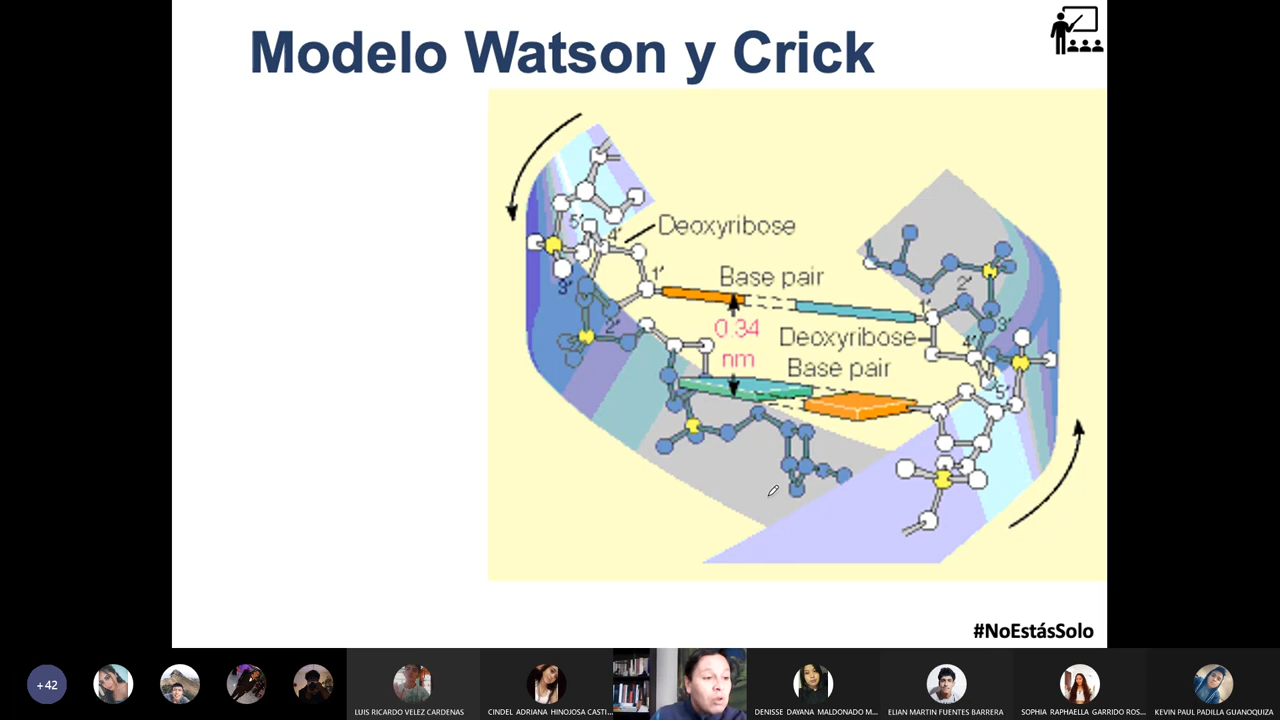 Modelo Watson y Crick
5'
4'
Deoxyribose
1'
Base pair
3'
2'
2'
1'
0.34
nm
Deoxyribose
3'
4'
Base pair
5'
#NoEstásSolo
+42
LUIS RICARDO VELEZ CARDENAS
CINDEL ADRIANA HINOJOSA CASTI...
DENISSE DAYANA MALDONADO M...
ELIAN MARTIN FUENTES BARRERA
SOPHIA RAPHAELLA GARRIDO ROS...
KEVIN PAUL PADILLA GUANOQUIZA